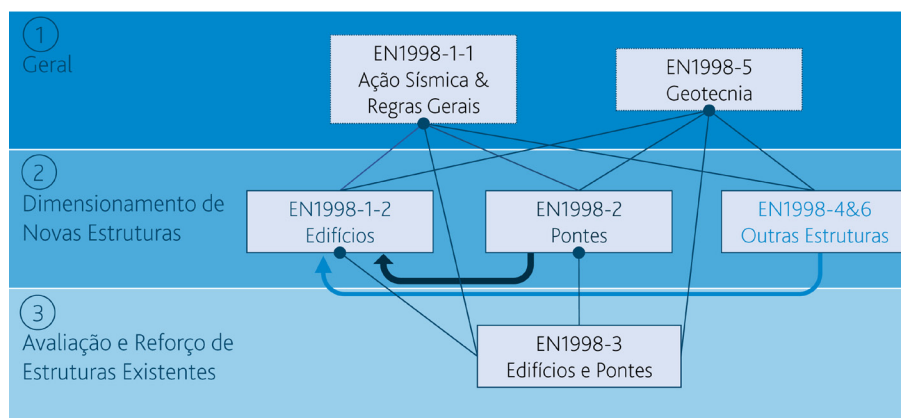 1
Geral
EN1998-1-1
Ação Sísmica &
Regras Gerais
EN1998-5
Geotecnia
2
Dimensionamento de
Novas Estruturas
EN1998-1-2
Edifícios
EN1998-2
Pontes
EN1998-4&6
Outras Estruturas
3
Avaliação e Reforço de
Estruturas Existentes
EN1998-3
Edifícios e Pontes